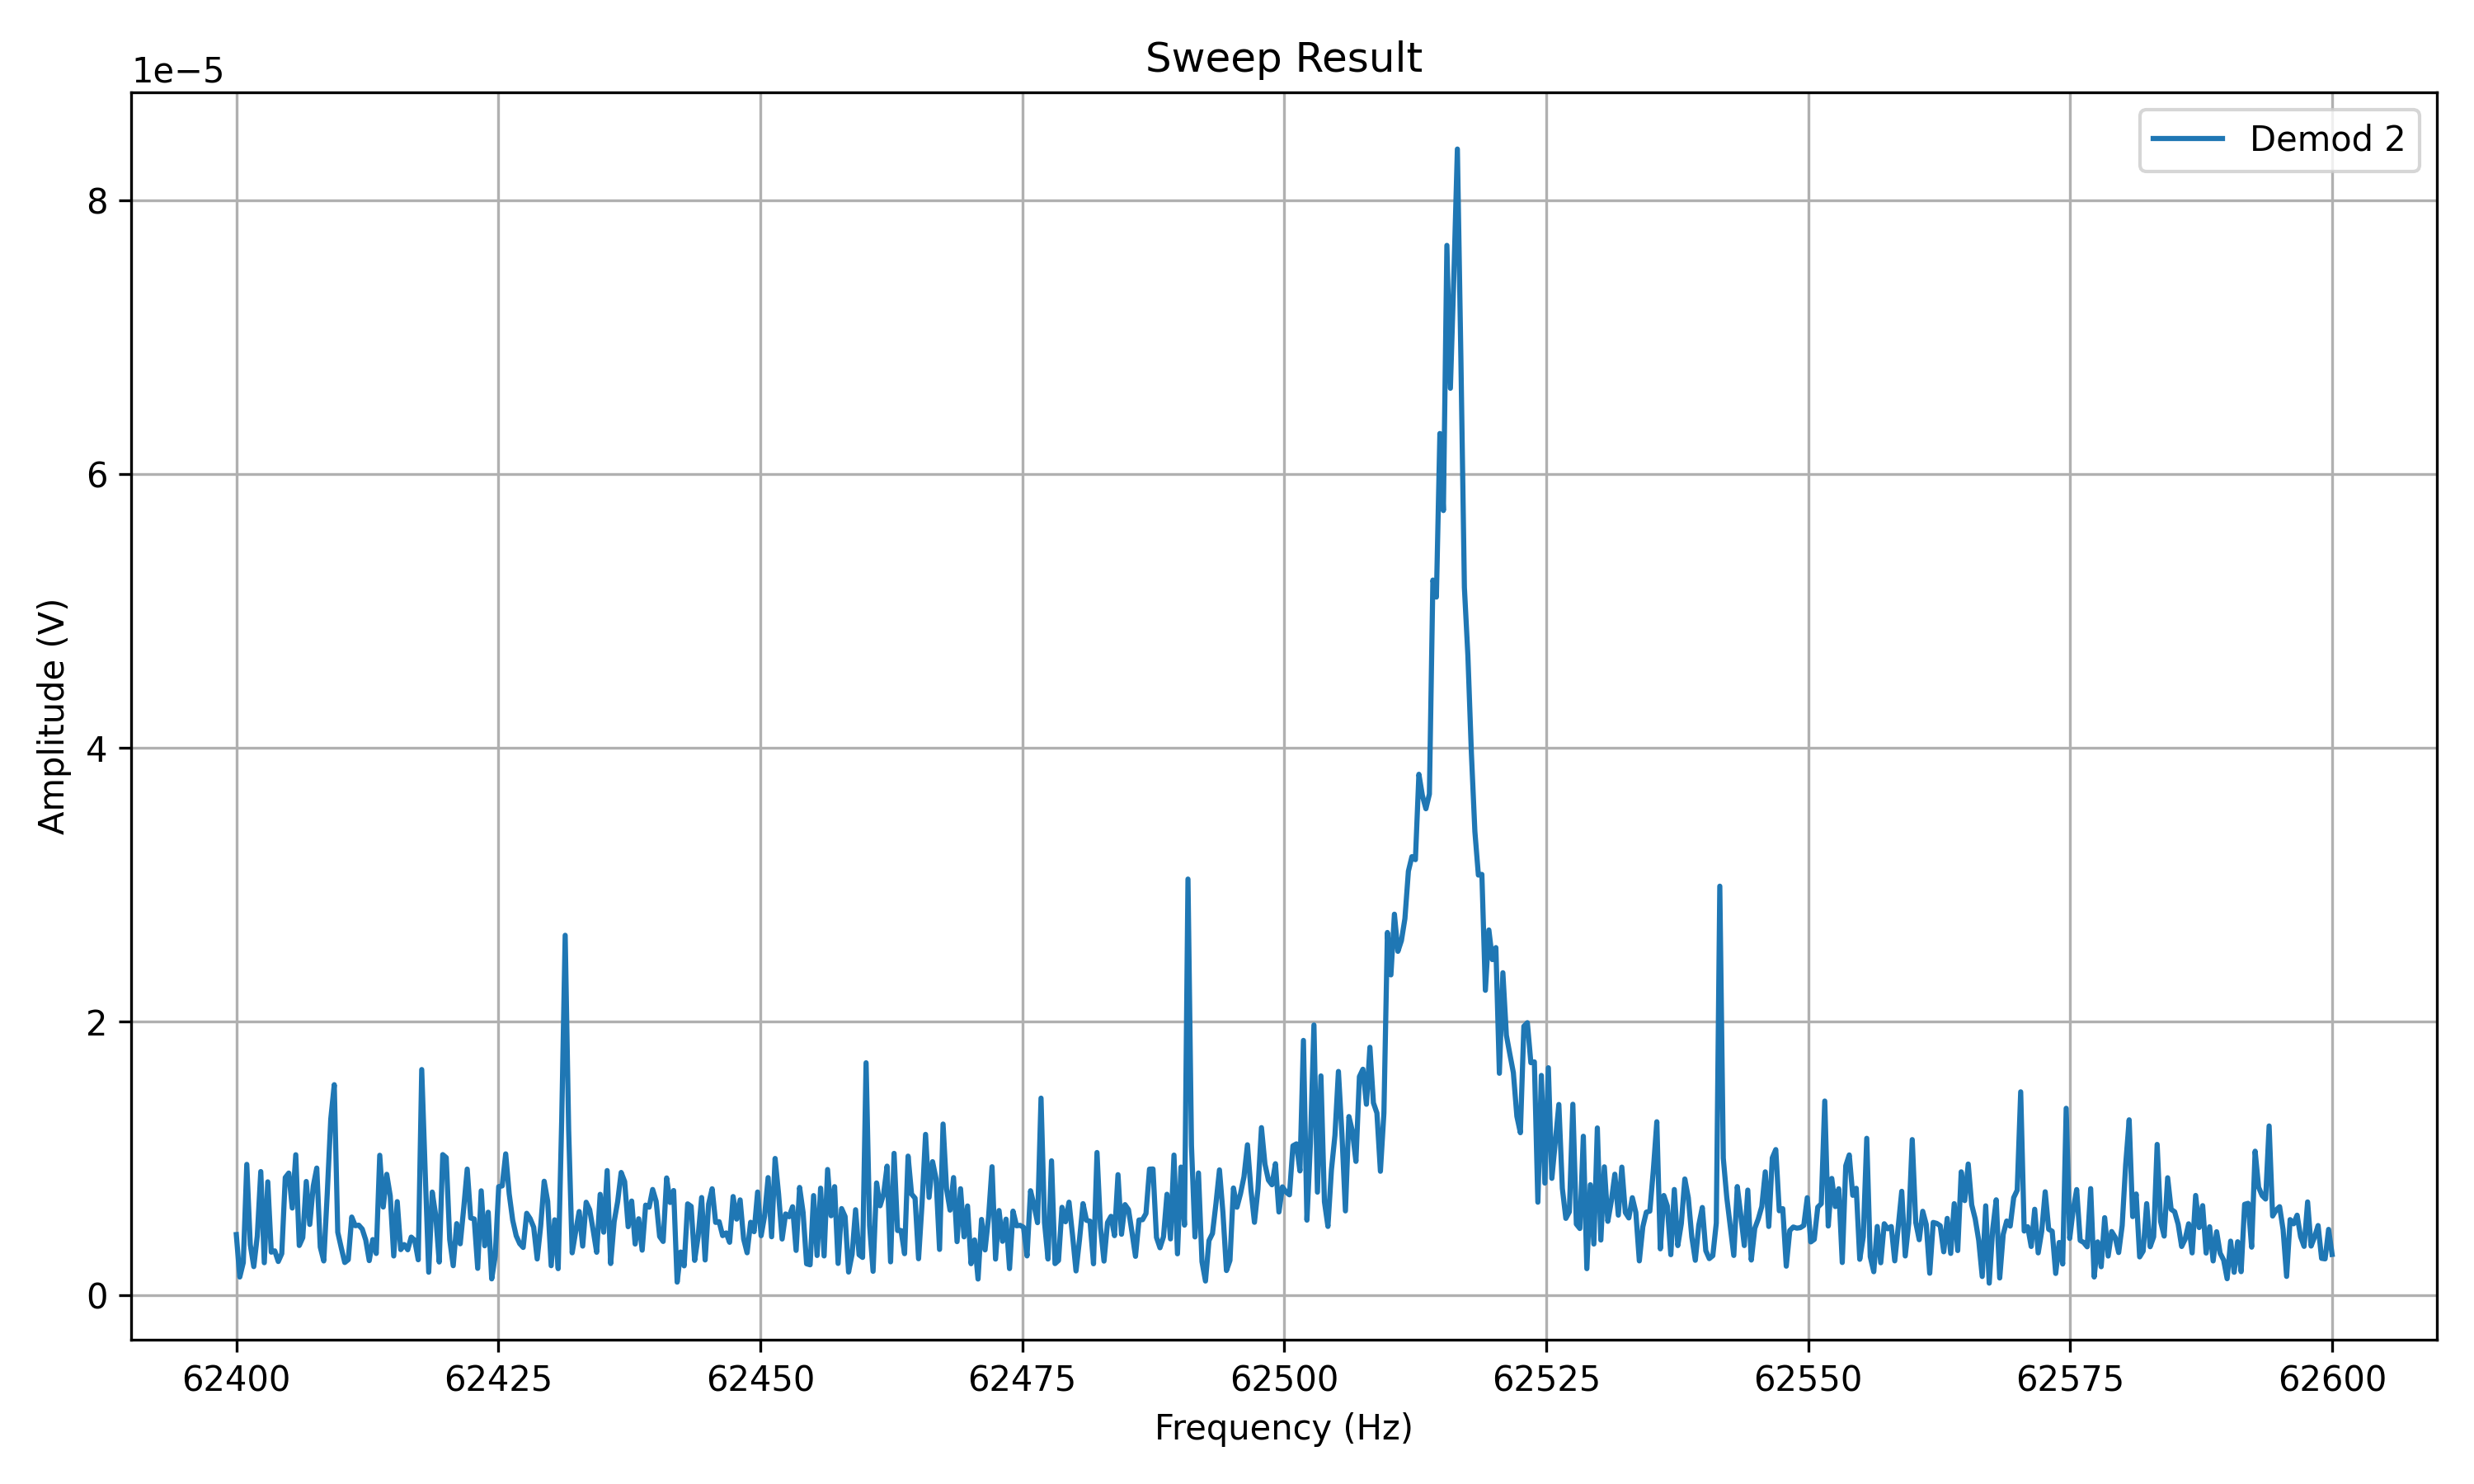 Sweep Result
1e−5
Demod 2
8
6
4
2
0
Amplitude (V)
62400 62425 62450 62475 62500 62525 62550 62575 62600
Frequency (Hz)